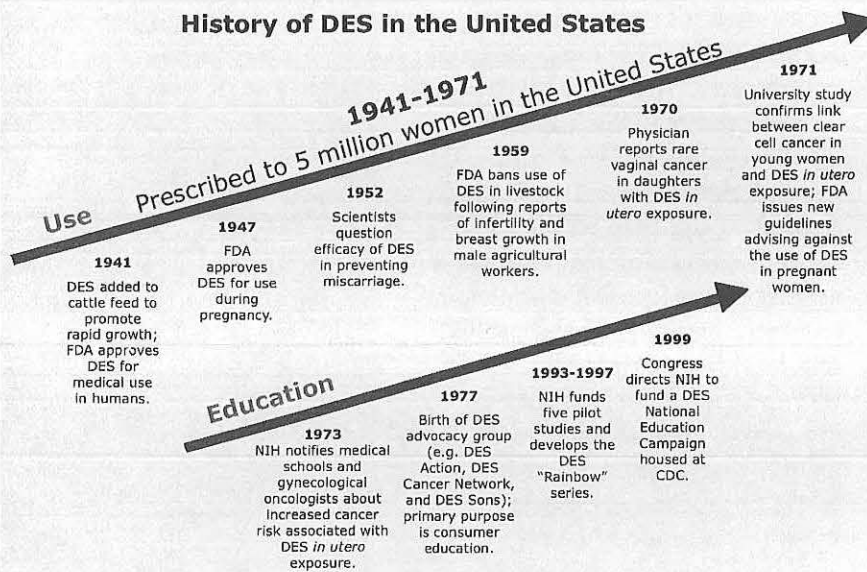 History of DES in the United States
1941-1971
Prescribed to 5 million women in the United States
Use
1941
DES added to
cattle feed to
promote
rapid growth;
FDA approves
DES for
medical use
in humans.
1947
FDA
approves
DES for use
during
pregnancy.
1952
Scientists
question
efficacy of DES
in preventing
miscarriage.
1959
FDA bans use of
DES in livestock
following reports
of infertility and
breast growth in
male agricultural
workers.
1970
Physician
reports rare
vaginal cancer
in daughters
with DES in
utero exposure.
1971
University study
confirms link
between clear
cell cancer in
young women
and DES in utero
exposure; FDA
issues new
guidelines
advising against
the use of DES
in pregnant
women.
Education
1973
NIH notifies medical
schools and
gynecological
oncologists about
increased cancer
risk associated with
DES in utero
exposure.
1977
Birth of DES
advocacy group
(e.g. DES
Action, DES
Cancer Network,
and DES Sons);
primary purpose
is consumer
education.
1993-1997
NIH funds
five pilot
studies and
develops the
DES
"Rainbow"
series.
1999
Congress
directs NIH to
fund a DES
National
Education
Campaign
housed at
CDC.